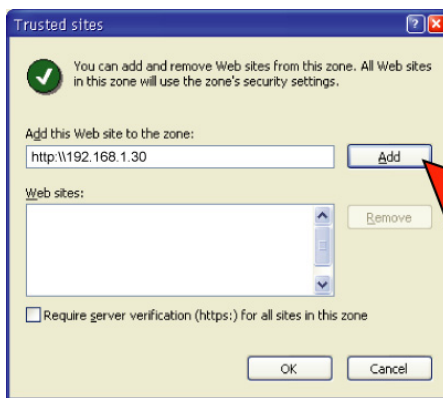 Trusted sites
You can add and remove Web sites from this zone. All Web sites
in this zone will use the zone's security settings.
Add this Web site to the zone:
http:\\192.168.1.30
Add
Web sites:
Remove
Require server verification (https:) for all sites in this zone
OK
Cancel